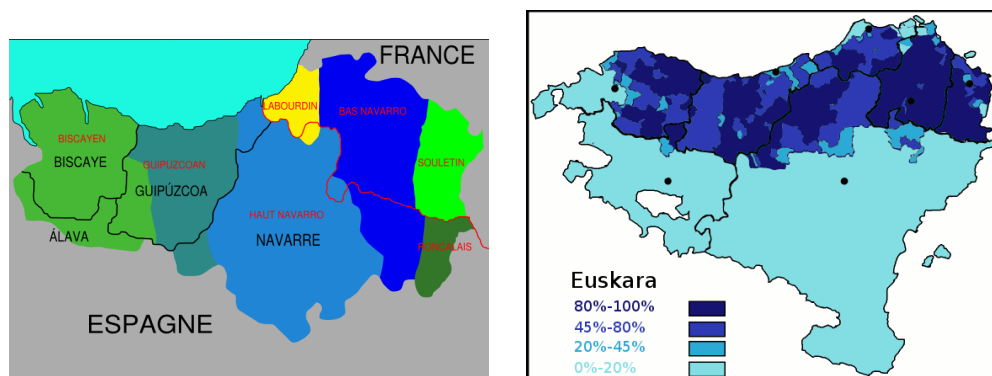 FRANCE
LABOURDIN
BAS NAVARRO
BISCAYEN
BISCAYE
GUIPUZCOAN
GUIPÚZCOA
SOULETIN
HAUT NAVARRO
NAVARRE
ÁLAVA
RONCALAIS
ESPAGNE
Euskara
80%-100%
45%-80%
20%-45%
0%-20%